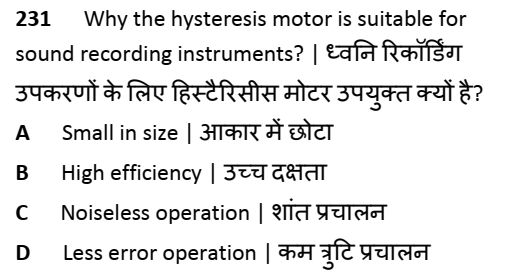 231 Why the hysteresis motor is suitable for
sound recording instruments? | ध्वनि रिकॉर्डिंग
उपकरणों के लिए हिस्टैरिसीस मोटर उपयुक्त क्यों है?
A Small in size | आकार में छोटा
B High efficiency | उच्च दक्षता
C Noiseless operation | शांत प्रचालन
D Less error operation | कम त्रुटि प्रचालन